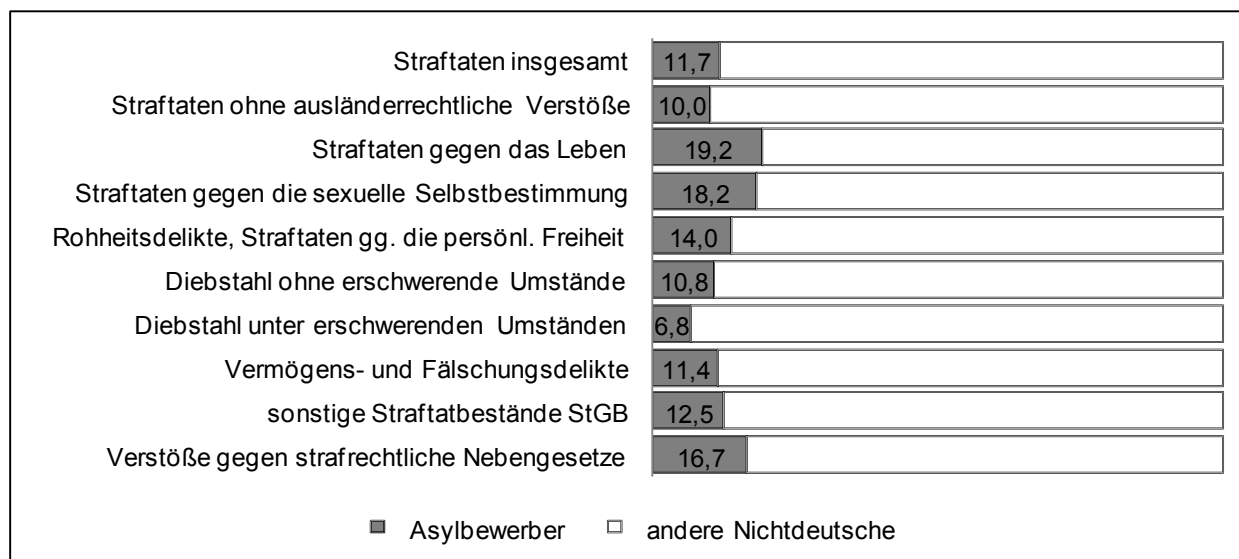 Straftaten insgesamt 11,7
Straftaten ohne ausländerrechtliche Verstöße 10,0
Straftaten gegen das Leben 19,2
Straftaten gegen die sexuelle Selbstbestimmung 18,2
Rohheitsdelikte, Straftaten gg. die persönl. Freiheit 14,0
Diebstahl ohne erschwerende Umstände 10,8
Diebstahl unter erschwerenden Umständen 6,8
Vermögens- und Fälschungsdelikte 11,4
sonstige Straftatbestände StGB 12,5
Verstöße gegen strafrechtliche Nebengesetze 16,7
Asylbewerber andere Nichtdeutsche